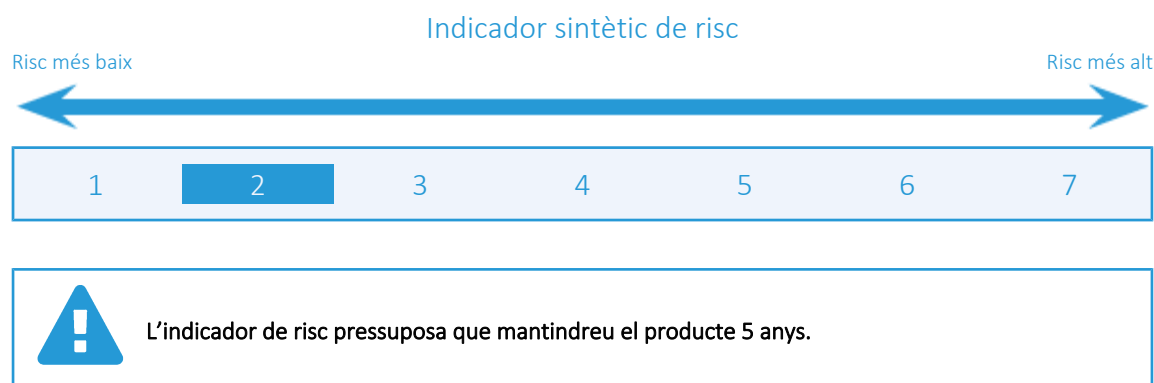 Indicador sintètic de risc
Risc més baix Risc més alt
1 2 3 4 5 6 7
L'indicador de risc pressuposa que mantindreu el producte 5 anys.